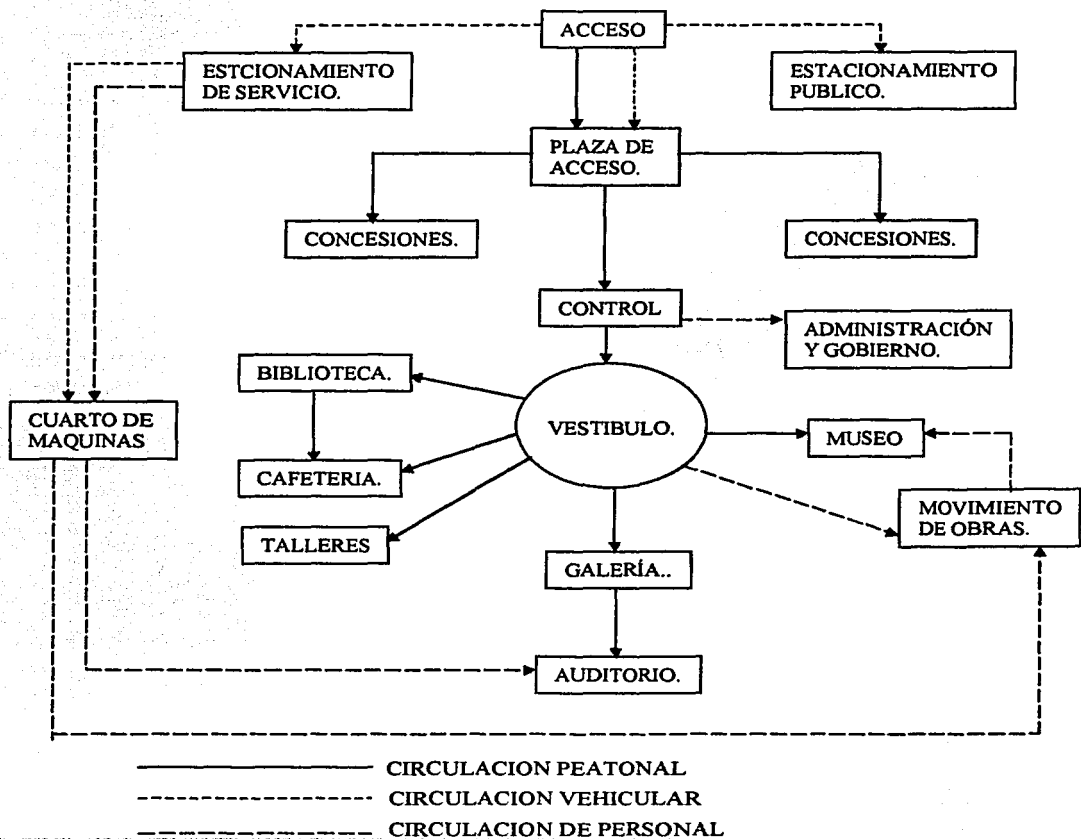 ACCESO
ESTCIONAMIENTO
DE SERVICIO.
ESTACIONAMIENTO
PUBLICO.
PLAZA DE
ACCESO.
CONCESIONES.
CONCESIONES.
CONTROL
ADMINISTRACIÓN
Y GOBIERNO.
BIBLIOTECA.
CUARTO DE
MAQUINAS
VESTIBULO.
MUSEO
CAFETERIA.
MOVIMIENTO
DE OBRAS.
TALLERES
GALERÍA..
AUDITORIO.
CIRCULACION PEATONAL
CIRCULACION VEHICULAR
CIRCULACION DE PERSONAL